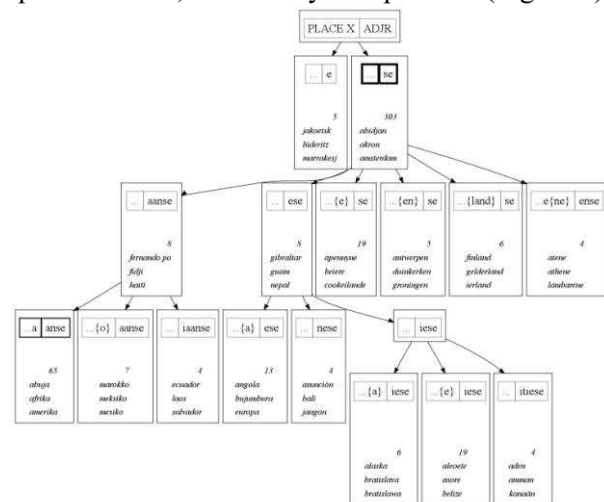 PLACE X ADJR
... e
5
jakoetsk
lüderitz
marrakesj
... se
303
abidjan
akron
amsterdam
... aanse
8
fernando po
fidji
haiti
... ese
8
gibraltar
guam
nepal
...{e} se
19
apennyne
beiere
cookeilande
...{en} se
5
antwerpen
duinkerken
groningen
...{land} se
6
finland
gelderland
ierland
...e{ne} ense
4
atene
athene
lambarene
...a anse
65
abuja
afrika
amerika
...{o} aanse
7
marokko
meksiko
mexiko
... iaanse
4
ecuador
laos
salvador
...{a} ese
13
angola
bujumbura
europa
... nese
4
asunción
bali
jangon
... iese
...{a} iese
6
alaska
bratislava
bratislawa
...{e} iese
19
aleoete
asore
belize
... itiese
4
aden
amman
kanaän